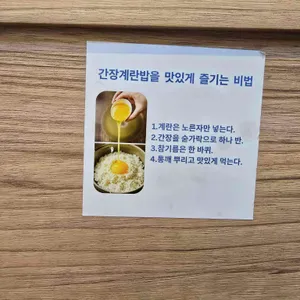 간장계란밥을 맛있게 즐기는 비법
1.계란은 노른자만 넣는다.
2.간장을 숟가락으로 하나 반.
3.참기름은 한 바퀴.
4.통깨 뿌리고 맛있게 먹는다.